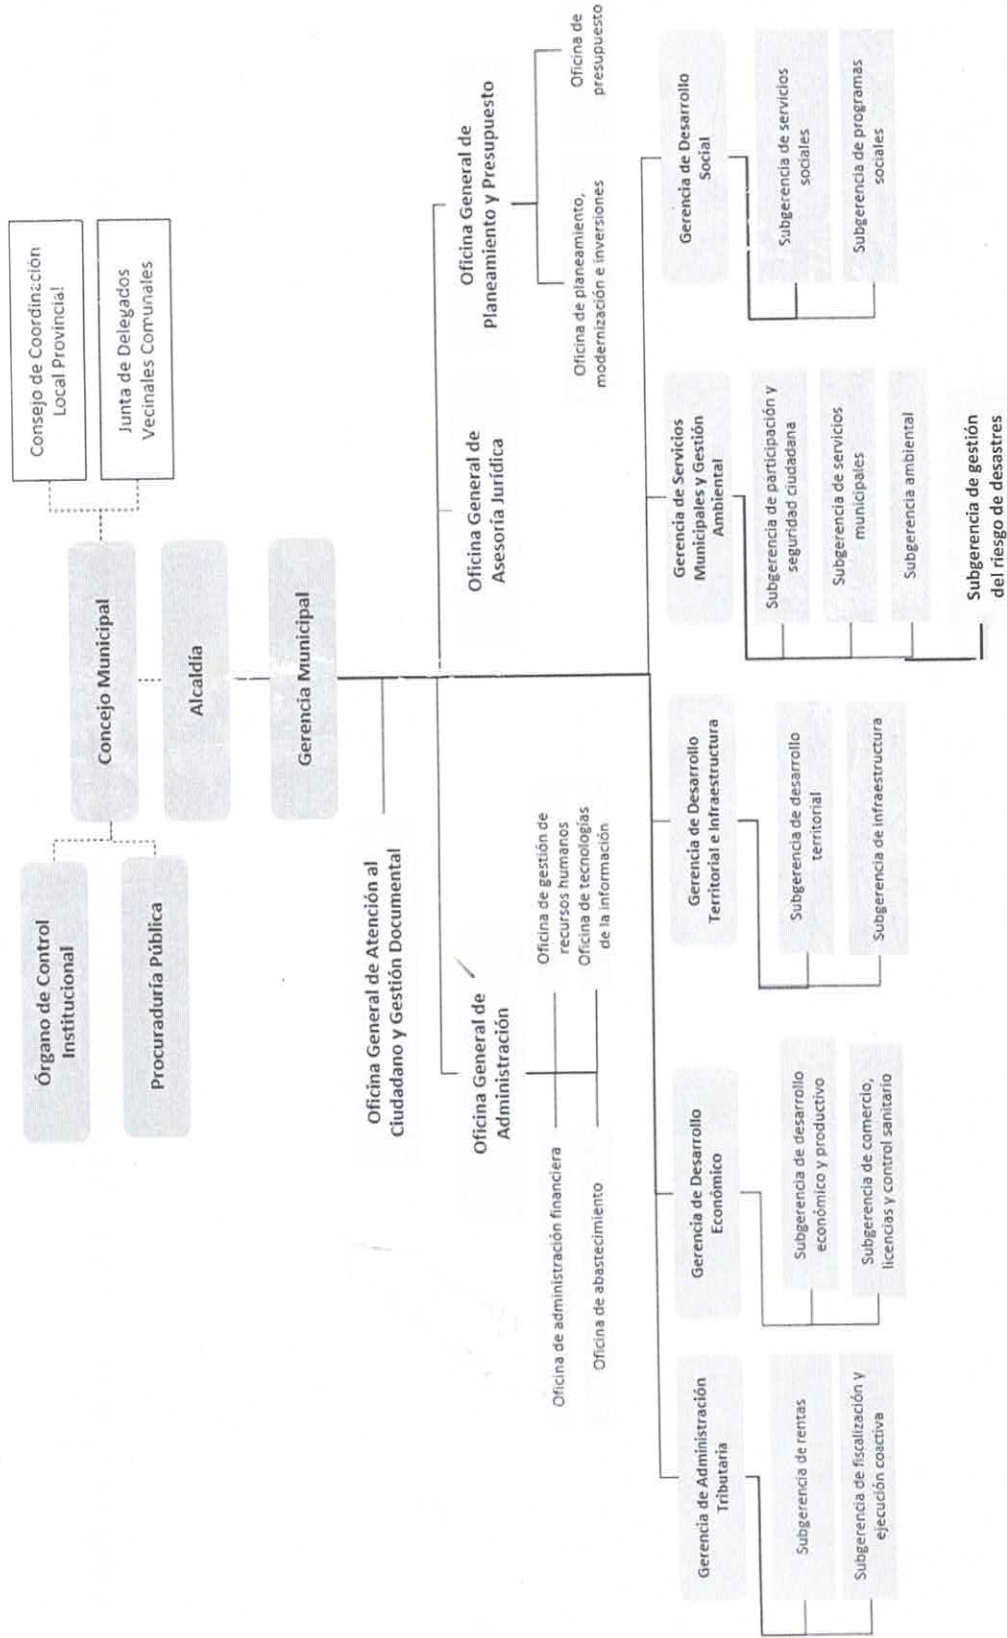 Órgano de Control
Institucional
Procuraduría Pública
Concejo Municipal
Consejo de Coordinación
Local Provincial
Junta de Delegados
Vecinales Comunales
Alcaldía
Gerencia Municipal
Oficina General de Atención al
Ciudadano y Gestión Documental
Oficina General de
Administración
Oficina de administración financiera
Oficina de abastecimiento
Oficina de gestión de
recursos humanos
Oficina de tecnologías
de la información
Oficina General de
Asesoría Jurídica
Oficina General de
Planeamiento y Presupuesto
Oficina de planeamiento,
modernización e inversiones
Oficina de
presupuesto
Gerencia de Administración
Tributaria
Subgerencia de rentas
Subgerencia de fiscalización y
ejecución coactiva
Gerencia de Desarrollo
Económico
Subgerencia de desarrollo
económico y productivo
Subgerencia de comercio,
licencias y control sanitario
Gerencia de Desarrollo
Territorial e Infraestructura
Subgerencia de desarrollo
territorial
Subgerencia de infraestructura
Gerencia de Servicios
Municipales y Gestión
Ambiental
Subgerencia de participación y
seguridad ciudadana
Subgerencia de servicios
municipales
Subgerencia ambiental
Subgerencia de gestión
del riesgo de desastres
Gerencia de Desarrollo
Social
Subgerencia de servicios
sociales
Subgerencia de programas
sociales